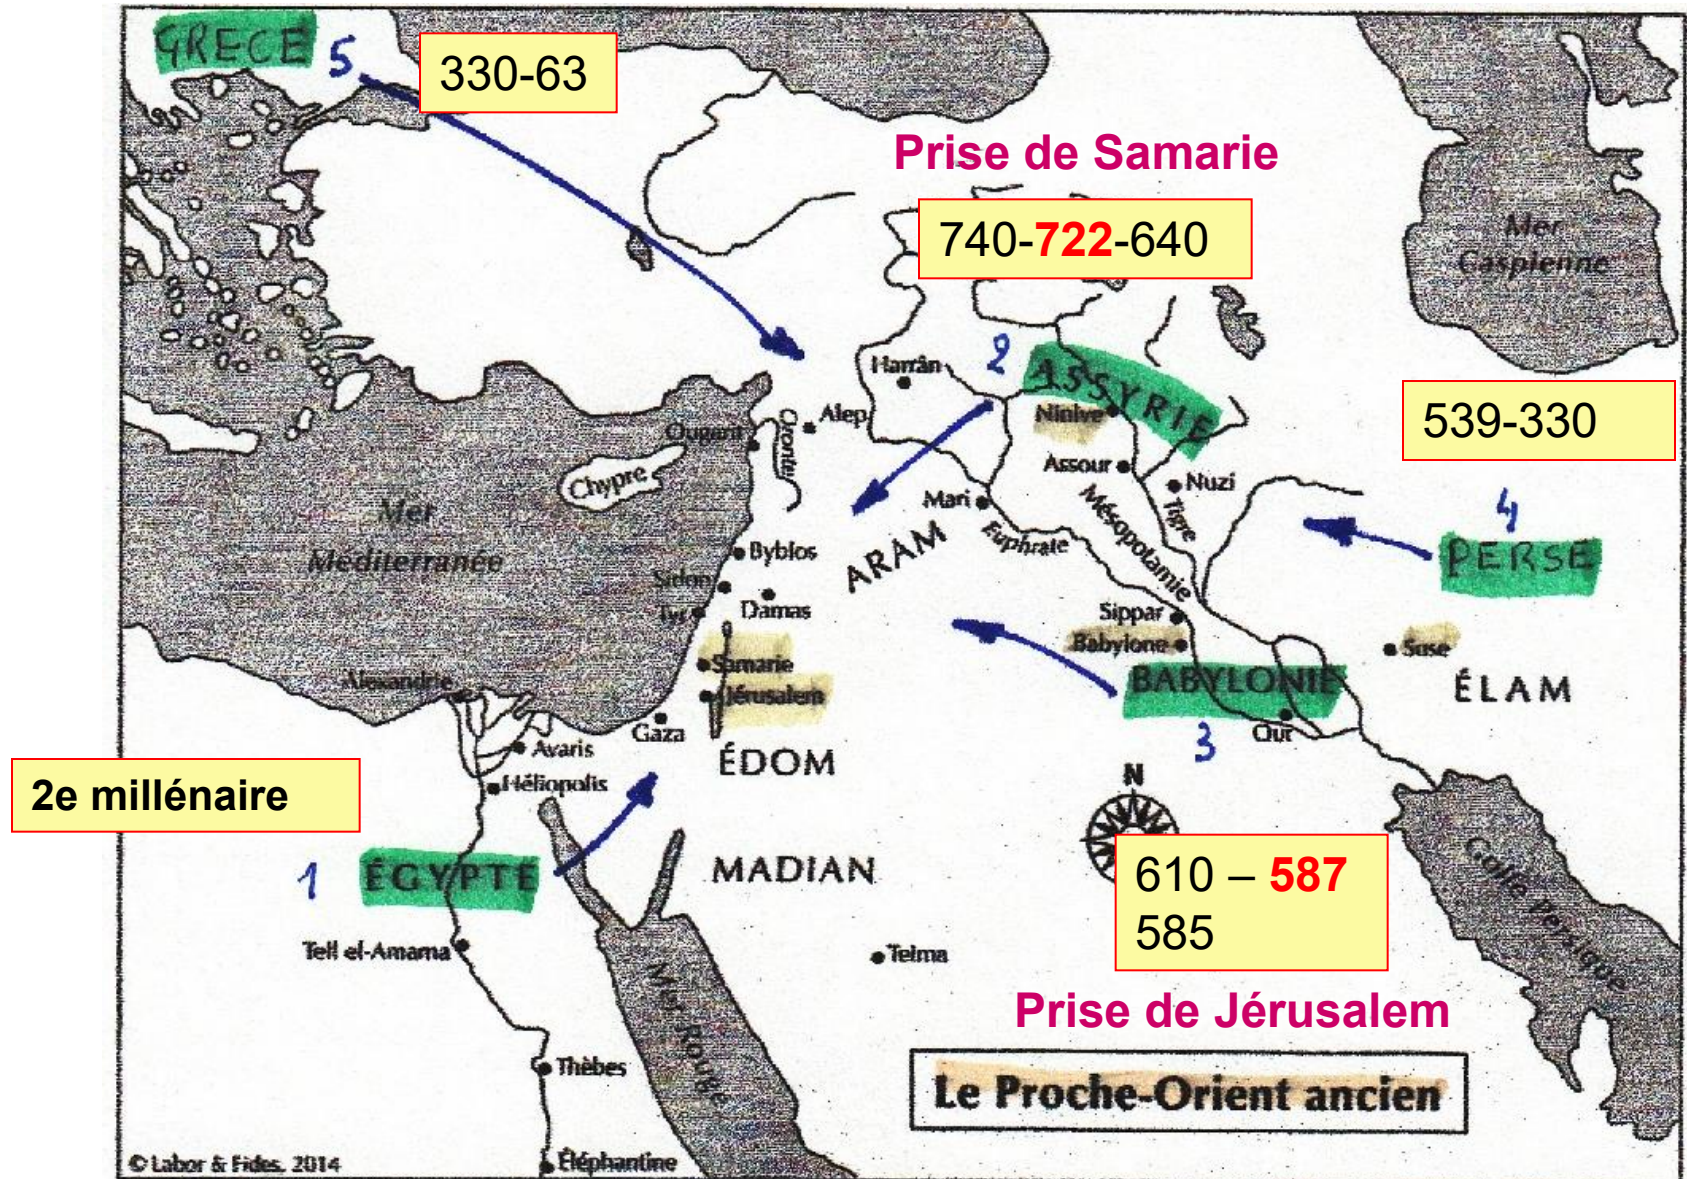 GRECE
5
330-63
Prise de Samarie
740-722-640
Mer
Caspienne
2
ASSYRIE
Harrân
Ninive
539-330
Alep
Ougarit
Oronte
Chypre
Assour
Nuzi
Mari
Tigre
Mésopotamie
Euphrate
ARAM
4
PERSE
Mer
Méditerranée
Byblos
Sidon
Damas
Tyr
Sippar
Babylone
Suse
Samarie
Jérusalem
BABYLONIE
ÉLAM
Alexandrie
Gaza
Our
3
Avaris
ÉDOM
Héliopolis
2e millénaire
N
1
ÉGYPTE
MADIAN
610 – 587
585
Golfe Persique
Tell el-Amarna
Teima
Mer Rouge
Prise de Jérusalem
Thèbes
Le Proche-Orient ancien
© Labor & Fides, 2014
Éléphantine